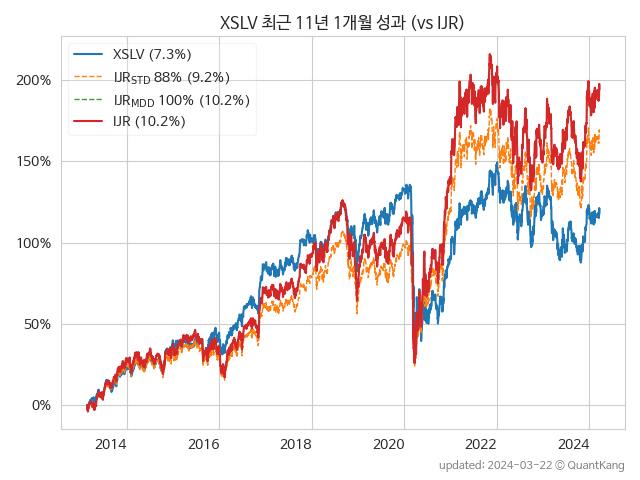 XSLV 최근 11년 1개월 성과 (vs IJR)
XSLV (7.3%)
IJR_STD 88% (9.2%)
IJR_MDD 100% (10.2%)
IJR (10.2%)
200%
150%
100%
50%
0%
2014 2016 2018 2020 2022 2024
updated: 2024-03-22 © QuantKang